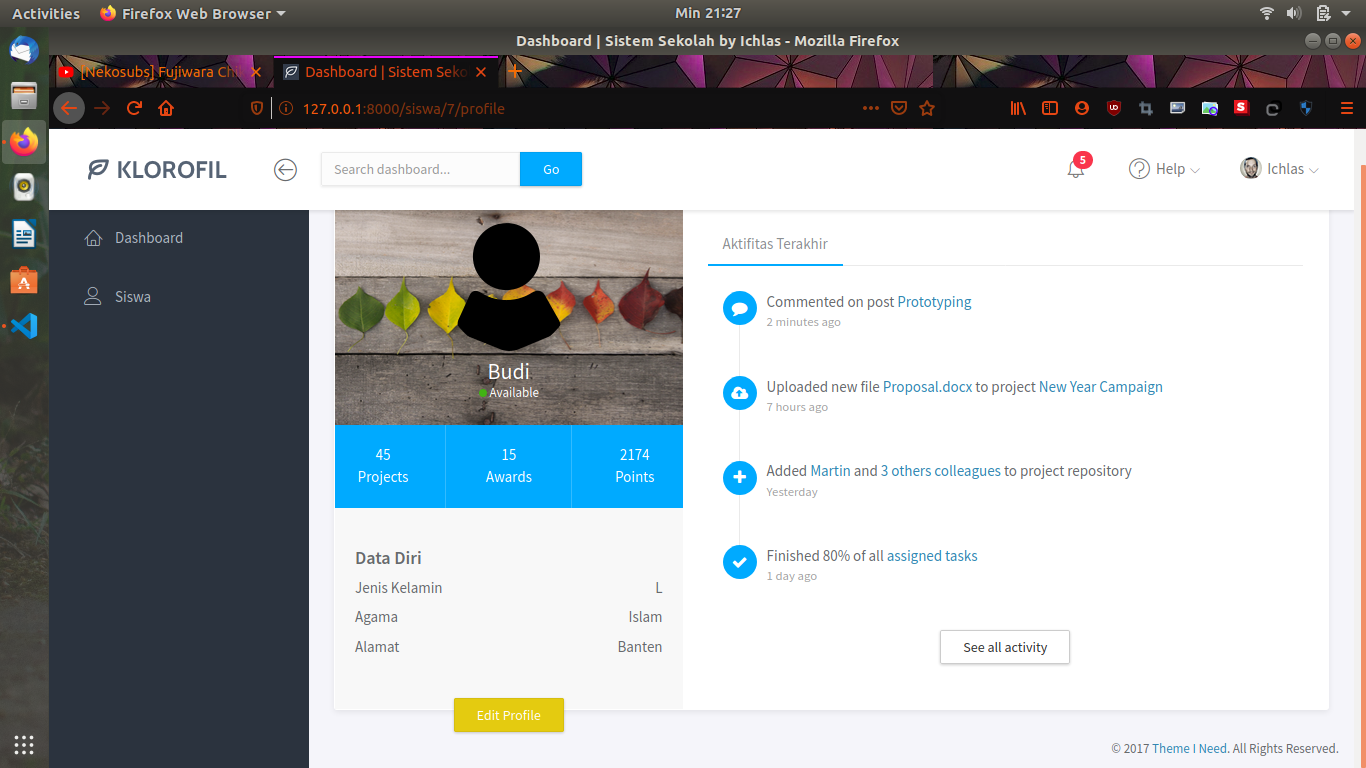 Activities
Firefox Web Browser
Min 21:27
Dashboard | Sistem Sekolah by Ichlas - Mozilla Firefox
[Nekosubs] Fujiwara Chi
Dashboard | Sistem Seko
127.0.0.1:8000/siswa/7/profile
KLOROFIL
Search dashboard...
Go
5
Help
Ichlas
Dashboard
Siswa
Budi
Available
45
Projects
15
Awards
2174
Points
Data Diri
Jenis Kelamin L
Agama Islam
Alamat Banten
Edit Profile
Aktifitas Terakhir
Commented on post Prototyping
2 minutes ago
Uploaded new file Proposal.docx to project New Year Campaign
7 hours ago
Added Martin and 3 others colleagues to project repository
Yesterday
Finished 80% of all assigned tasks
1 day ago
See all activity
© 2017 Theme I Need. All Rights Reserved.